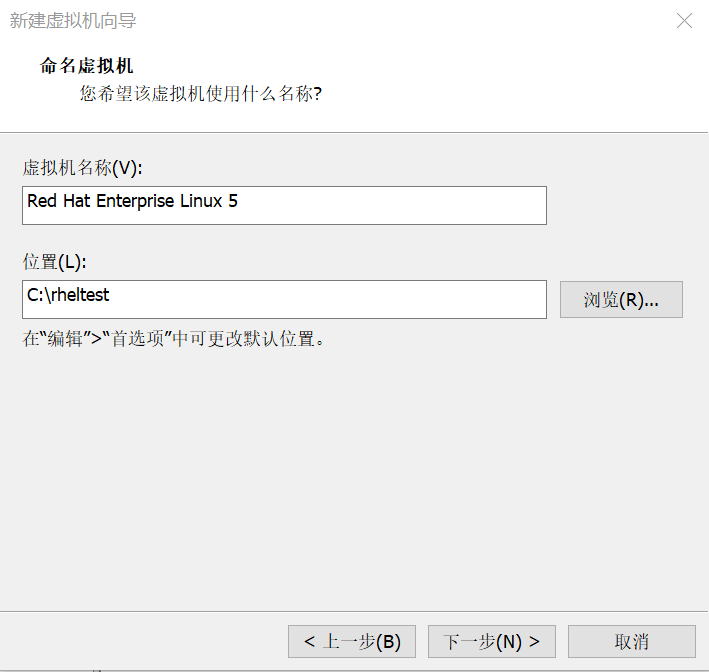 新建虚拟机向导
命名虚拟机
您希望该虚拟机使用什么名称?
虚拟机名称(V):
Red Hat Enterprise Linux 5
位置(L):
C:\rheltest
浏览(R)...
在“编辑”>“首选项”中可更改默认位置。
< 上一步(B)
下一步(N) >
取消